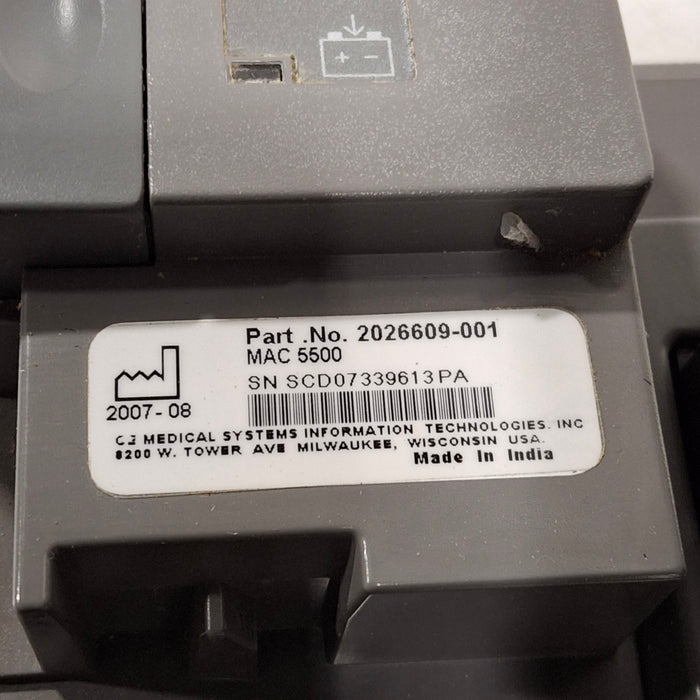 Part .No. 2026609-001
MAC 5500
SN SCD07339613PA
2007-08
GE MEDICAL SYSTEMS INFORMATION TECHNOLOGIES. INC
8200 W. TOWER AVE MILWAUKEE, WISCONSIN USA.
Made In India